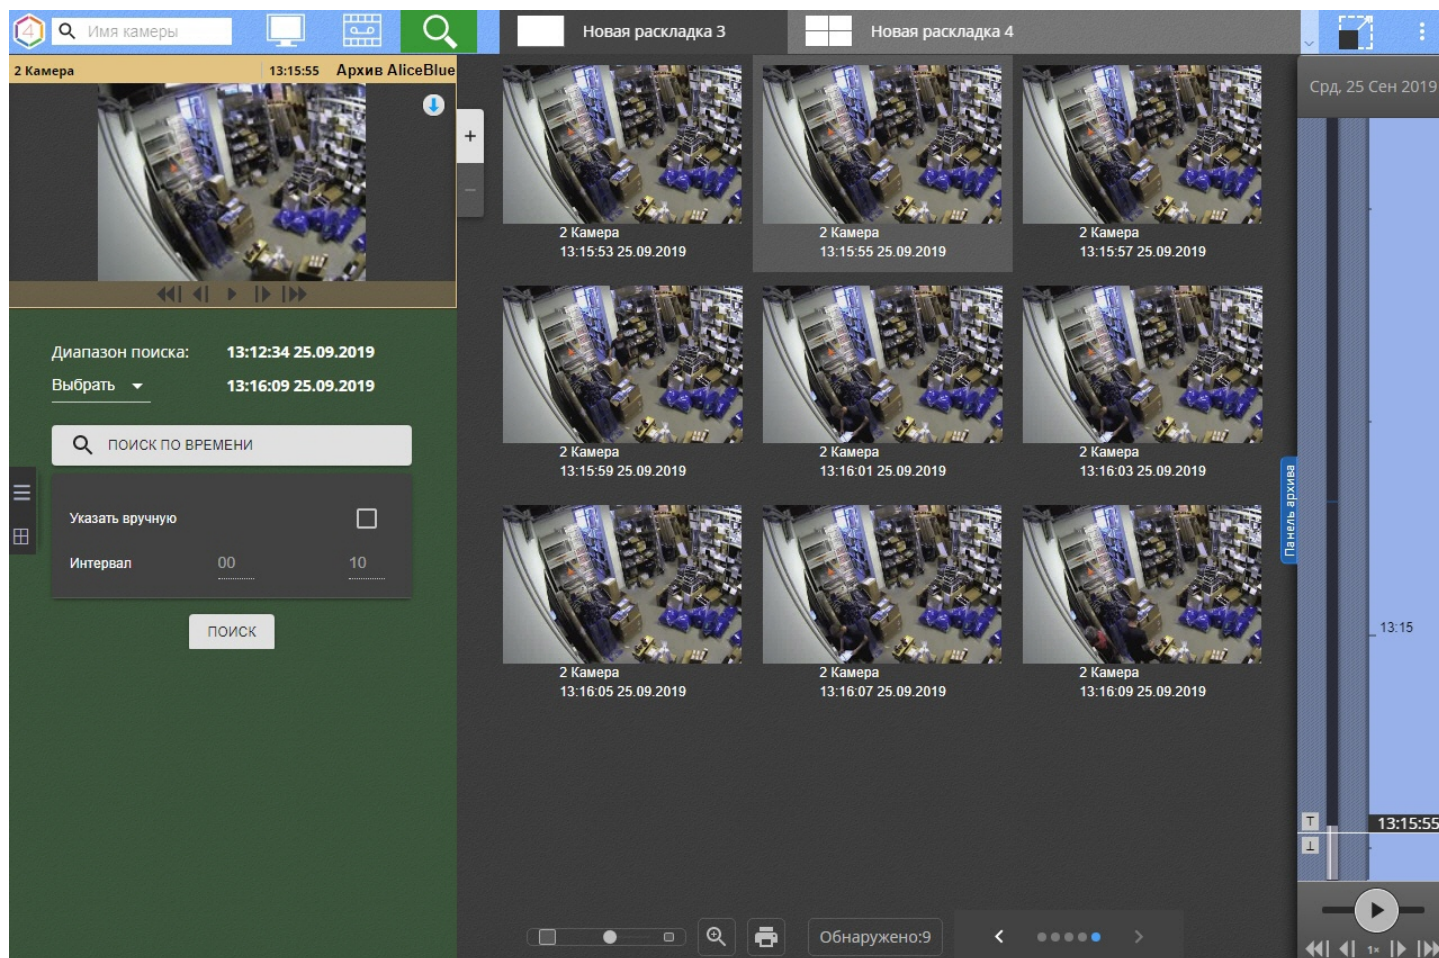 4
Имя камеры
Новая раскладка 3
Новая раскладка 4
2 Камера
13:15:55
Архив AliceBlue
Срд, 25 Сен 2019
+
−
2 Камера
13:15:53 25.09.2019
2 Камера
13:15:55 25.09.2019
2 Камера
13:15:57 25.09.2019
Диапазон поиска:
13:12:34 25.09.2019
Выбрать
13:16:09 25.09.2019
ПОИСК ПО ВРЕМЕНИ
Указать вручную
Интервал
00
10
ПОИСК
2 Камера
13:15:59 25.09.2019
2 Камера
13:16:01 25.09.2019
2 Камера
13:16:03 25.09.2019
Панель архива
2 Камера
13:16:05 25.09.2019
2 Камера
13:16:07 25.09.2019
2 Камера
13:16:09 25.09.2019
13:15
13:15:55
Обнаружено:9
1×